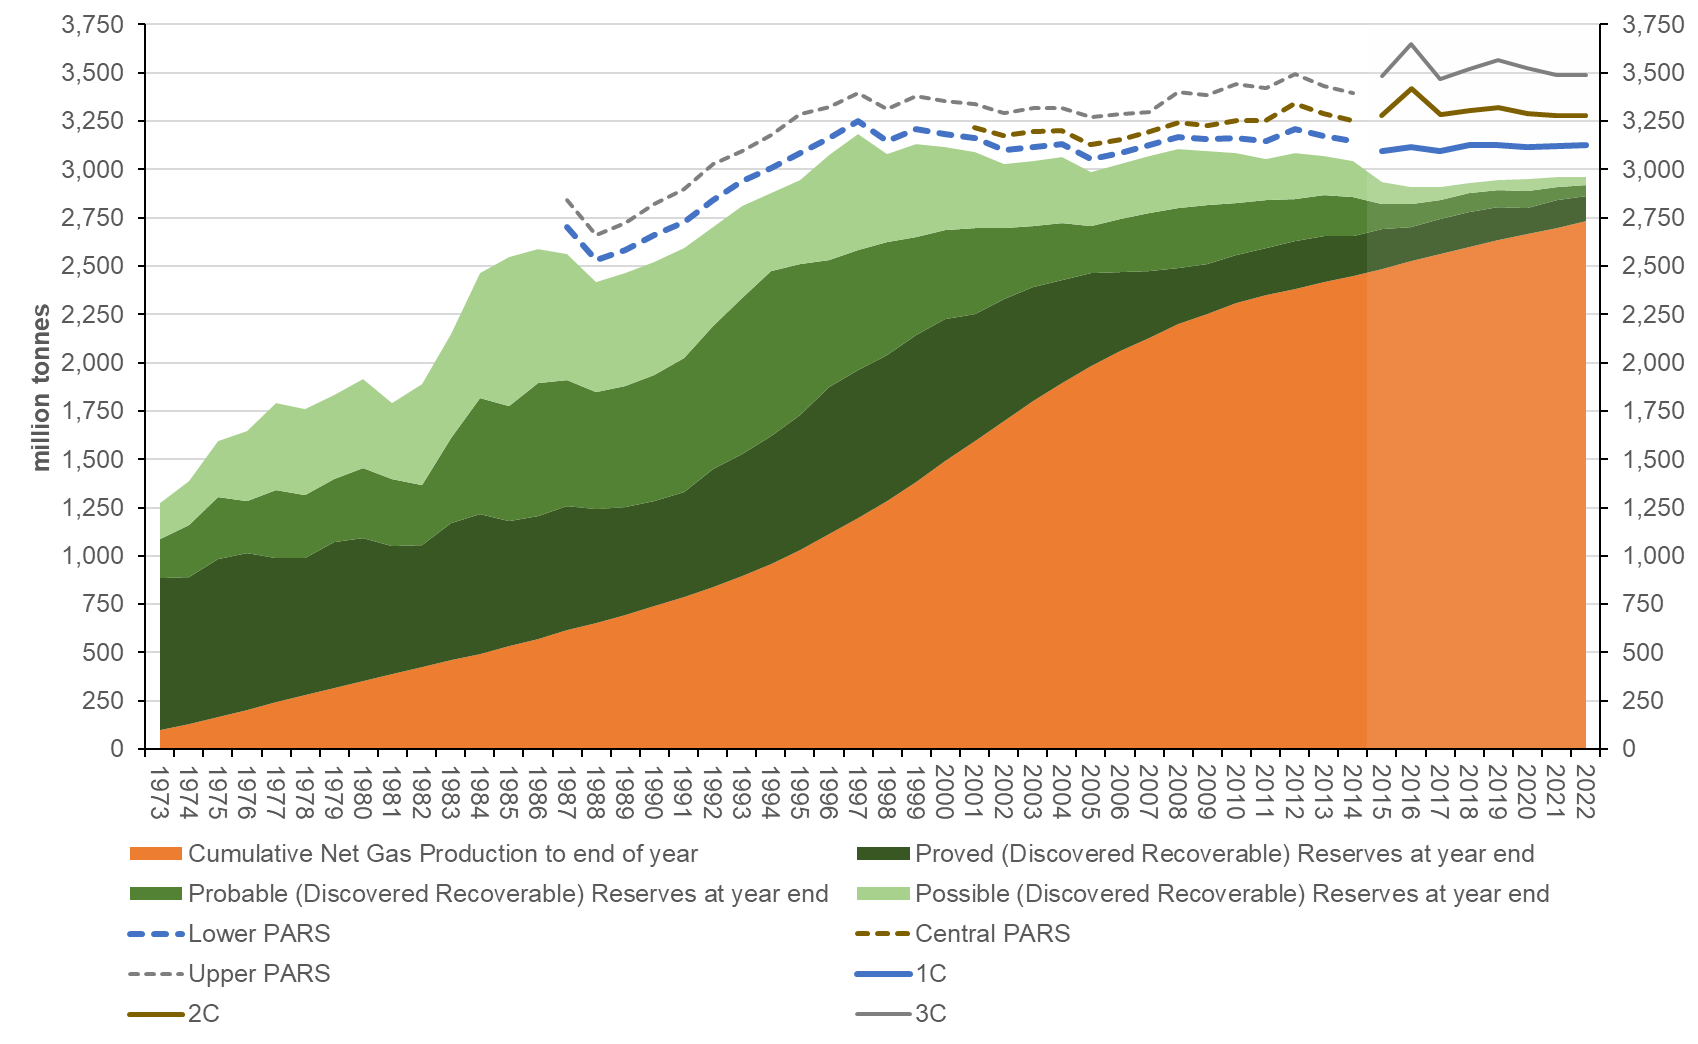 3,750 3,750
3,500 3,500
3,250 3,250
3,000 3,000
2,750 2,750
2,500 2,500
2,250 2,250
2,000 2,000
1,750 1,750
1,500 1,500
1,250 1,250
1,000 1,000
750 750
500 500
250 250
0 0
million tonnes
1973 1974 1975 1976 1977 1978 1979 1980 1981 1982 1983 1984 1985 1986 1987 1988 1989 1990 1991 1992 1993 1994 1995 1996 1997 1998 1999 2000 2001 2002 2003 2004 2005 2006 2007 2008 2009 2010 2011 2012 2013 2014 2015 2016 2017 2018 2019 2020 2021 2022
Cumulative Net Gas Production to end of year Proved (Discovered Recoverable) Reserves at year end
Probable (Discovered Recoverable) Reserves at year end Possible (Discovered Recoverable) Reserves at year end
Lower PARS Central PARS
Upper PARS 1C
2C 3C